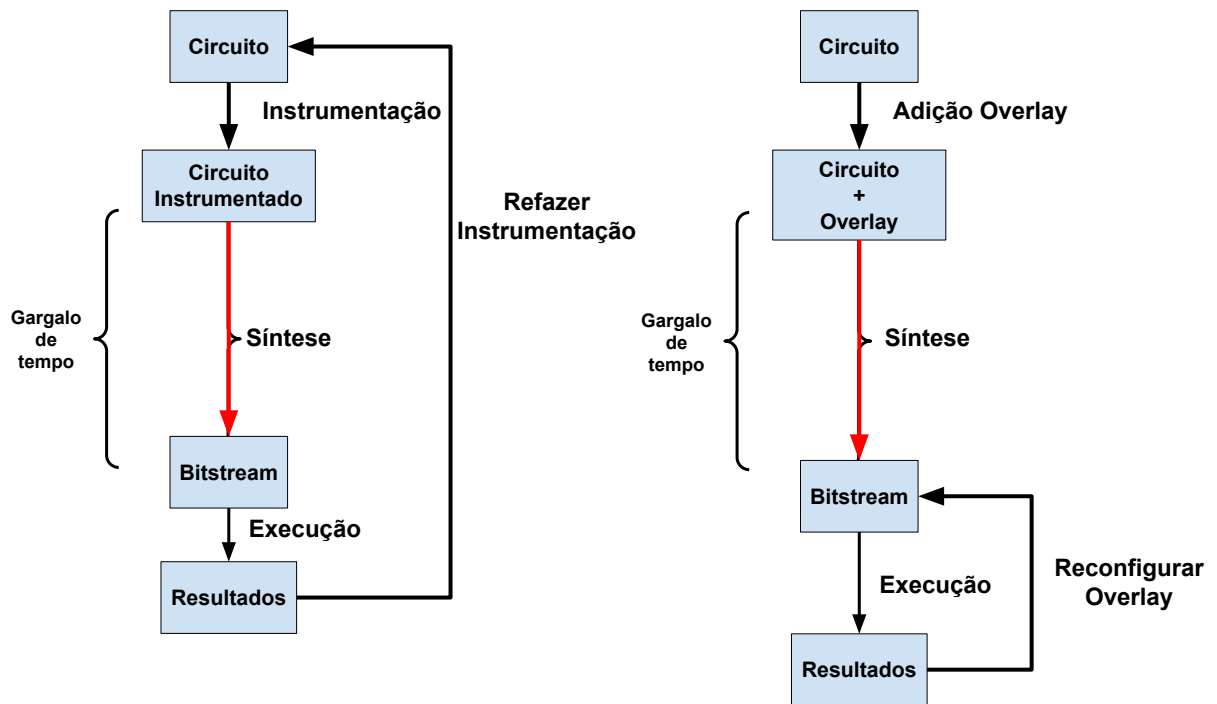 Circuito
Instrumentação
Circuito
Instrumentado
Refazer
Instrumentação
Gargalo
de
tempo
Síntese
Bitstream
Execução
Resultados
Circuito
Adição Overlay
Circuito
+
Overlay
Gargalo
de
tempo
Síntese
Bitstream
Execução
Reconfigurar
Overlay
Resultados